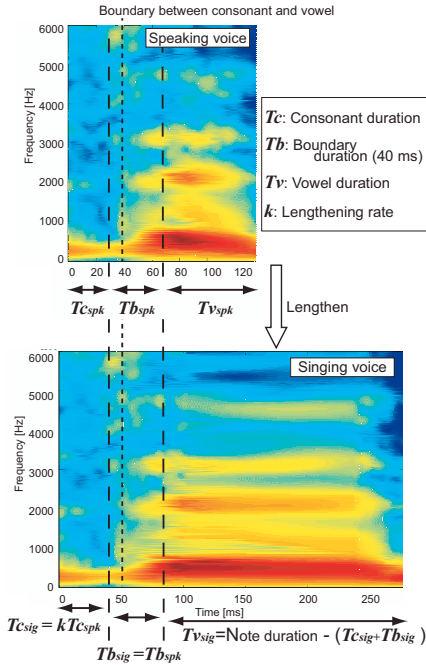 Boundary between consonant and vowel
Speaking voice
6000
5000
4000
3000
2000
1000
0
Frequency [Hz]
0 20 40 60 80 100 120
Tc: Consonant duration
Tb: Boundary
duration (40 ms)
Tv: Vowel duration
k: Lengthening rate
Tcspk Tbspk Tvspk
Lengthen
Singing voice
6000
5000
4000
3000
2000
1000
0
Frequency [Hz]
0 50 100 150 200 250
Time [ms]
Tcsig = kTcspk
Tvsig=Note duration - (Tcsig+Tbsig)
Tbsig=Tbspk